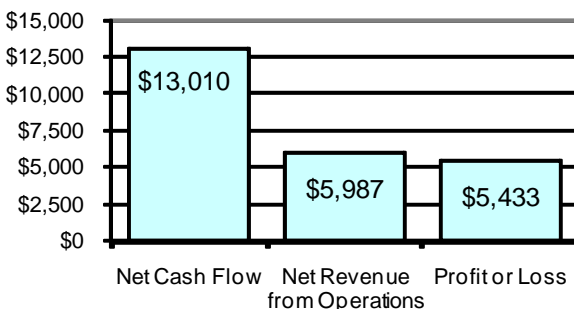 $15,000
$12,500
$10,000
$7,500
$5,000
$2,500
$0
$13,010
$5,987
$5,433
Net Cash Flow
Net Revenue
from Operations
Profit or Loss